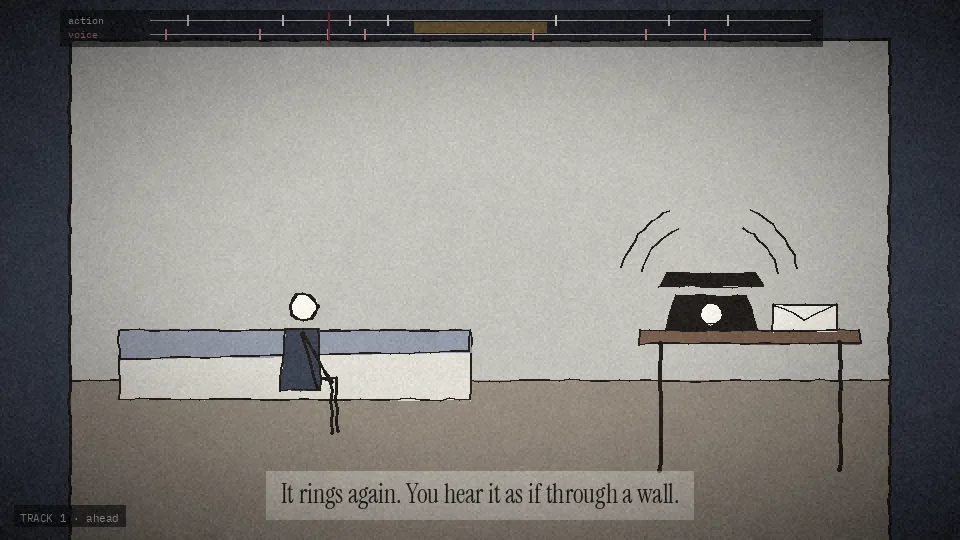 action
voice
It rings again. You hear it as if through a wall.
TRACK 1 · ahead